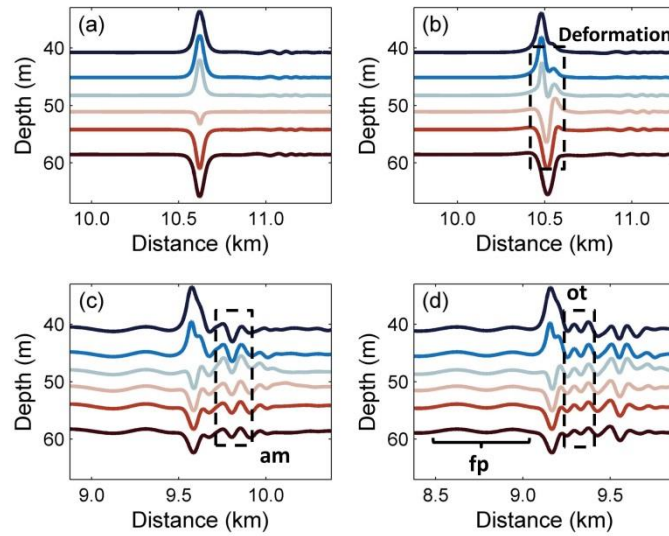 (a)
40
50
60
Depth (m)
10.0 10.5 11.0
Distance (km)
(b)
Deformation
40
50
60
Depth (m)
10.0 10.5 11.0
Distance (km)
(c)
40
50
60
Depth (m)
am
9.0 9.5 10.0
Distance (km)
(d)
ot
40
50
60
Depth (m)
fp
8.5 9.0 9.5
Distance (km)